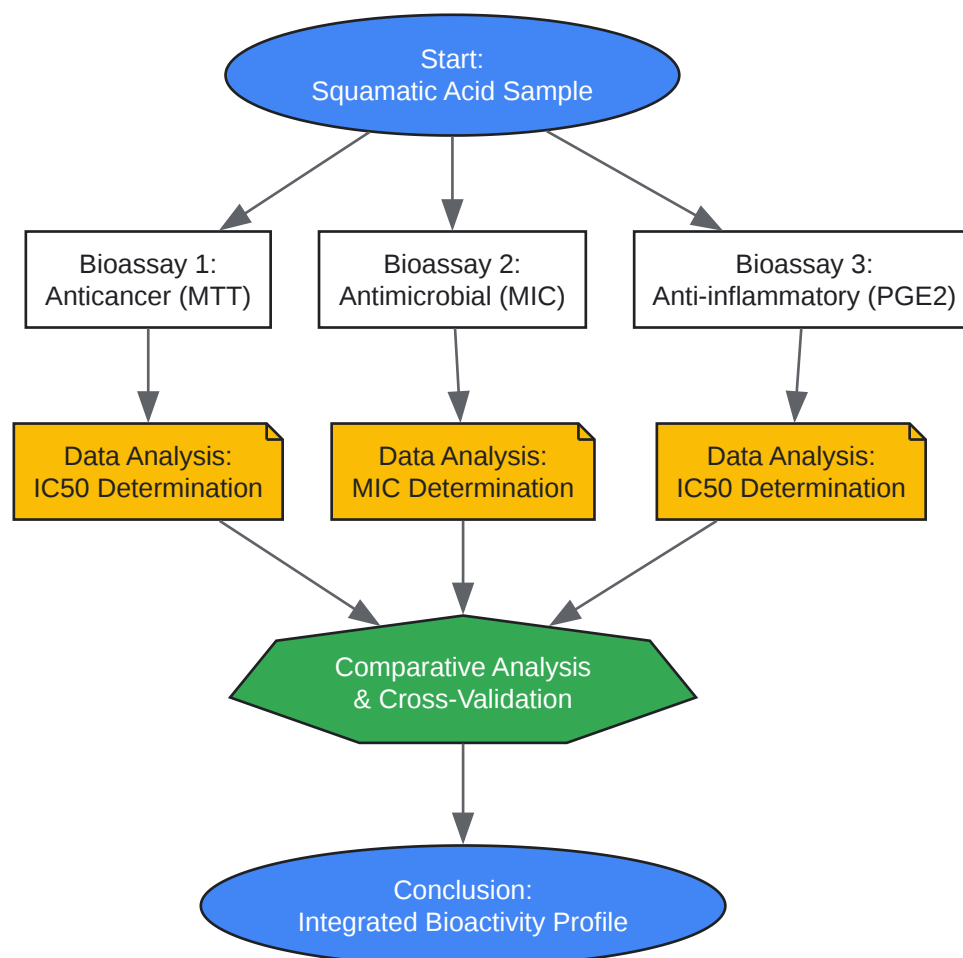 Start:
Squamatic Acid Sample
Bioassay 1:
Anticancer (MTT)
Bioassay 2:
Antimicrobial (MIC)
Bioassay 3:
Anti-inflammatory (PGE2)
Data Analysis:
IC50 Determination
Data Analysis:
MIC Determination
Data Analysis:
IC50 Determination
Comparative Analysis
& Cross-Validation
Conclusion:
Integrated Bioactivity Profile